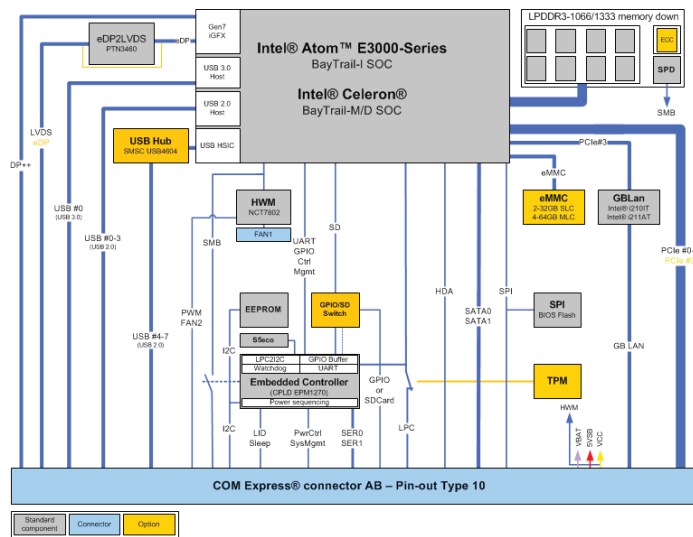 LPDDR3-1066/1333 memory down
Gen7
iGFX
eDP2LVDS
PTN3460
eDP
Intel® Atom™ E3000-Series
BayTrail-I SOC
ECC
USB 3.0
Host
SPD
Intel® Celeron®
BayTrail-M/D SOC
USB 2.0
Host
SMB
LVDS
eDP
USB Hub
SMSC USB4604
USB HSIC
PCIe#3
DP++
eMMC
HWM
NCT7802
eMMC
2-32GB SLC
4-64GB MLC
GBLan
Intel® i210IT
Intel® i211AT
USB #0
(USB 3.0)
FAN1
SD
USB #0-3
(USB 2.0)
SMB
UART
GPIO
Ctrl
Mgmt
PCIe #0-
PCIe #
HDA
SPI
EEPROM
GPIO/SD
Switch
SPI
BIOS Flash
PWM
FAN2
SATA0
SATA1
USB #4-7
(USB 2.0)
S5eco
I2C
GB LAN
LPC2I2C
GPIO Buffer
Watchdog
UART
Embedded Controller
(CPLD EPM1270)
Power sequencing
GPIO
or
SDCard
TPM
HWM
I2C
LID
Sleep
PwrCtrl
SysMgmt
SER0
SER1
LPC
VBAT
5VSB
VCC
COM Express® connector AB – Pin-out Type 10
Standard
component
Connector
Option